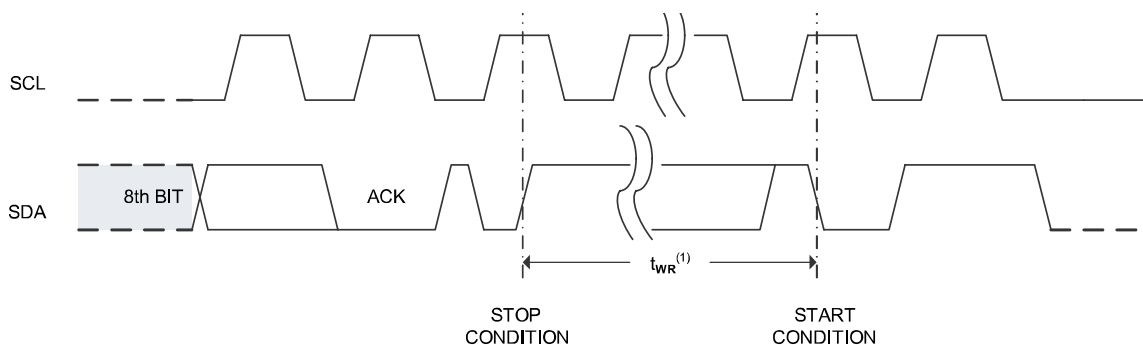 SCL
8th BIT
ACK
SDA
tWR(1)
STOP
CONDITION
START
CONDITION